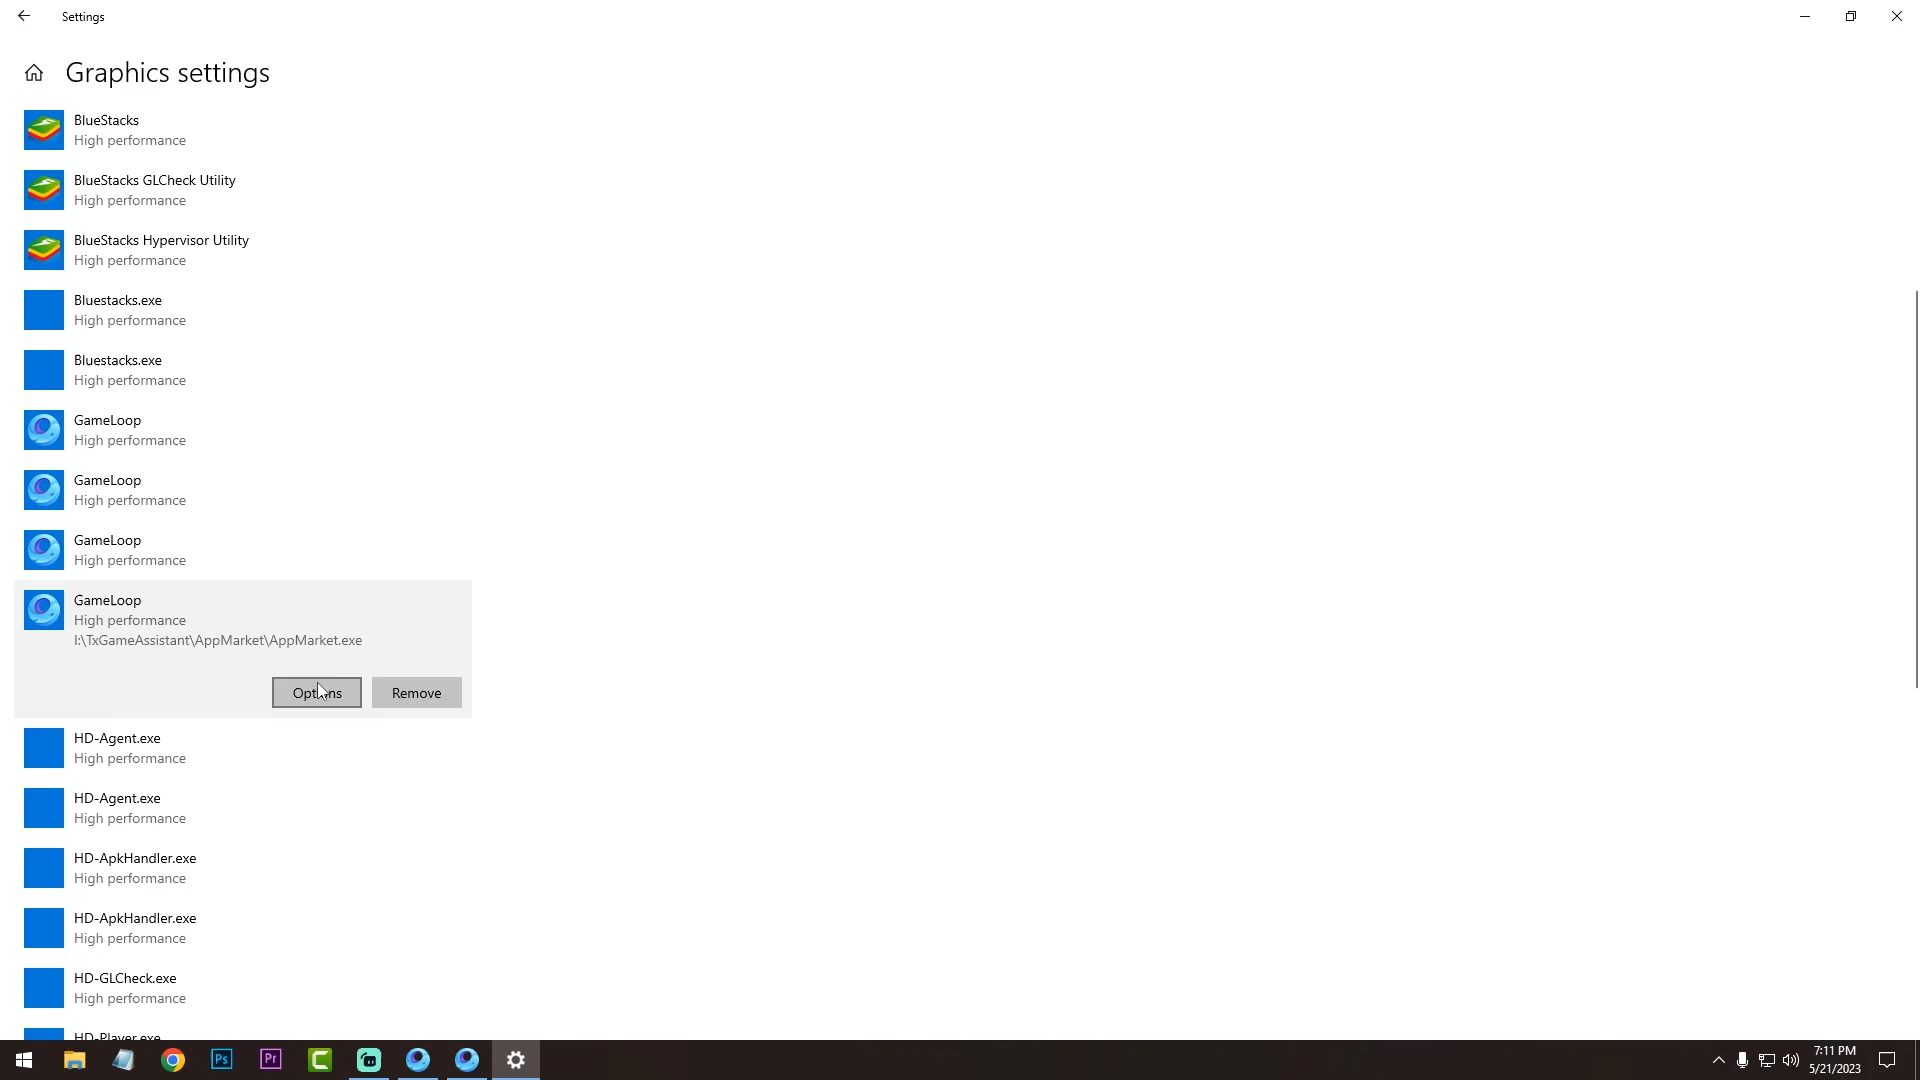 Settings
Graphics settings
BlueStacks
High performance
BlueStacks GLCheck Utility
High performance
BlueStacks Hypervisor Utility
High performance
Bluestacks.exe
High performance
Bluestacks.exe
High performance
GameLoop
High performance
GameLoop
High performance
GameLoop
High performance
GameLoop
High performance
I:\TxGameAssistant\AppMarket\AppMarket.exe
Options Remove
HD-Agent.exe
High performance
HD-Agent.exe
High performance
HD-ApkHandler.exe
High performance
HD-ApkHandler.exe
High performance
HD-GLCheck.exe
High performance
HD-Player.exe
Ps Pr
7:11 PM
5/21/2023